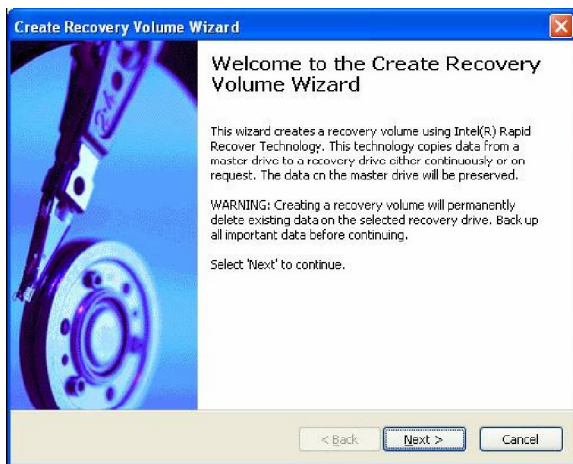 Create Recovery Volume Wizard
Welcome to the Create Recovery
Volume Wizard
This wizard creates a recovery volume using Intel(R) Rapid
Recover Technology. This technology copies data from a
master drive to a recovery drive either continuously or on
request. The data on the master drive will be preserved.
WARNING: Creating a recovery volume will permanently
delete existing data on the selected recovery drive. Back up
all important data before continuing.
Select 'Next' to continue.
< Back Next > Cancel